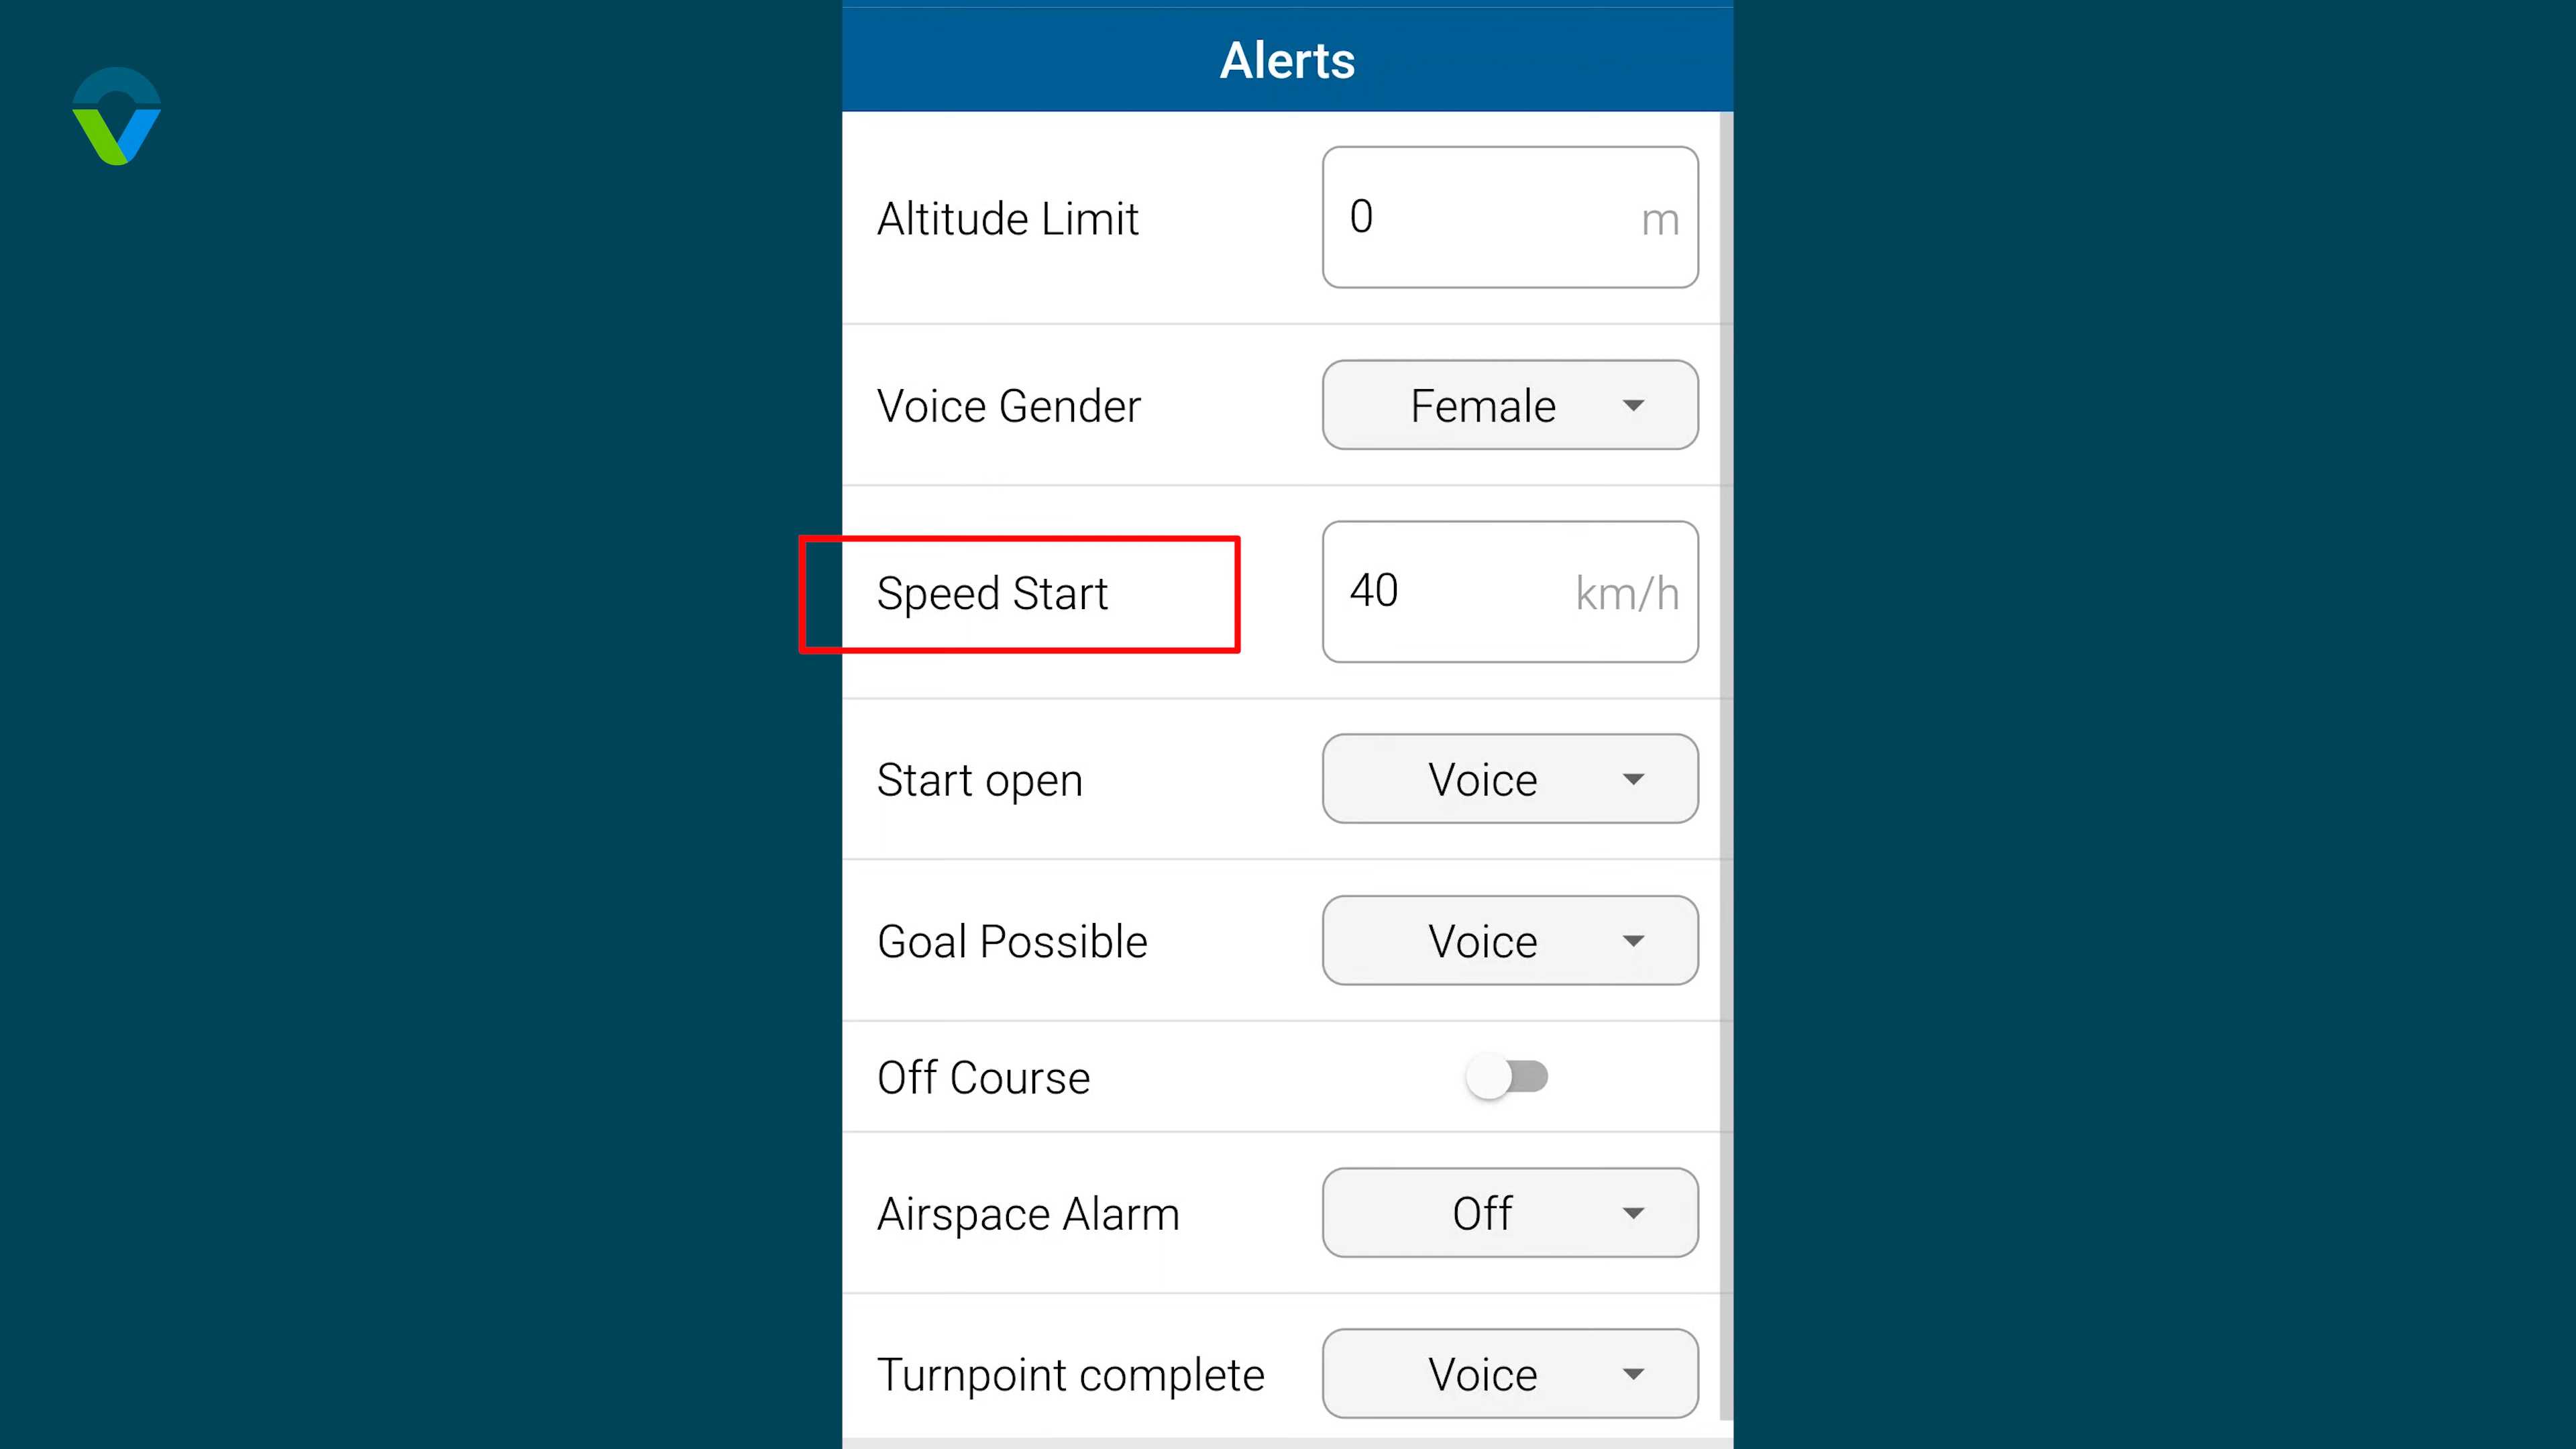 Alerts
Altitude Limit 0 m
Voice Gender Female
Speed Start 40 km/h
Start open Voice
Goal Possible Voice
Off Course
Airspace Alarm Off
Turnpoint complete Voice